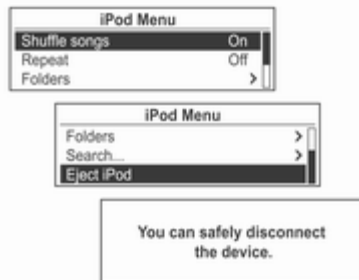 iPod Menu
Shuffle songs On
Repeat Off
Folders >
iPod Menu
Folders >
Search... >
Eject iPod
You can safely disconnect
the device.